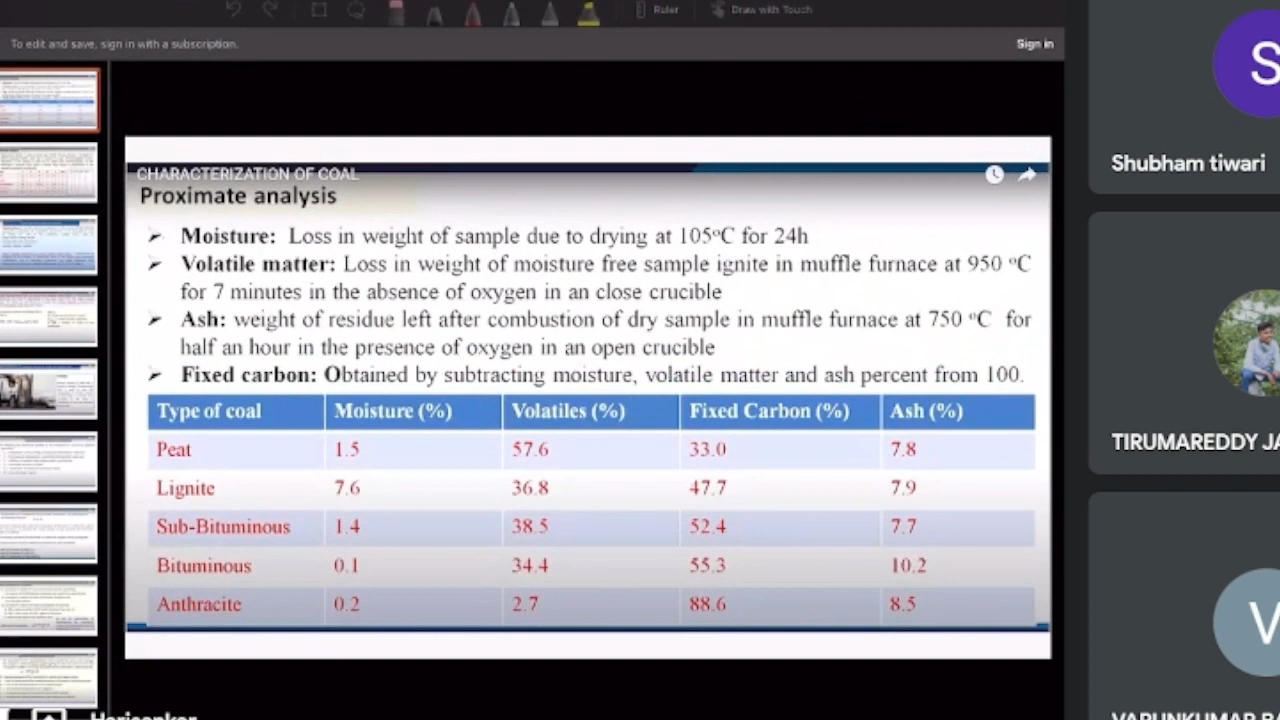 Ruler
Draw with Touch
To edit and save, sign in with a subscription.
Sign in
CHARACTERIZATION OF COAL
Proximate analysis
➢ Moisture: Loss in weight of sample due to drying at 105ºC for 24h
➢ Volatile matter: Loss in weight of moisture free sample ignite in muffle furnace at 950 ºC
for 7 minutes in the absence of oxygen in an close crucible
➢ Ash: weight of residue left after combustion of dry sample in muffle furnace at 750 ºC for
half an hour in the presence of oxygen in an open crucible
➢ Fixed carbon: Obtained by subtracting moisture, volatile matter and ash percent from 100.
Type of coal Moisture (%) Volatiles (%) Fixed Carbon (%) Ash (%)
Peat 1.5 57.6 33.0 7.8
Lignite 7.6 36.8 47.7 7.9
Sub-Bituminous 1.4 38.5 52.4 7.7
Bituminous 0.1 34.4 55.3 10.2
Anthracite 0.2 2.7 88.6 8.5
S
Shubham tiwari
TIRUMAREDDY JA
V